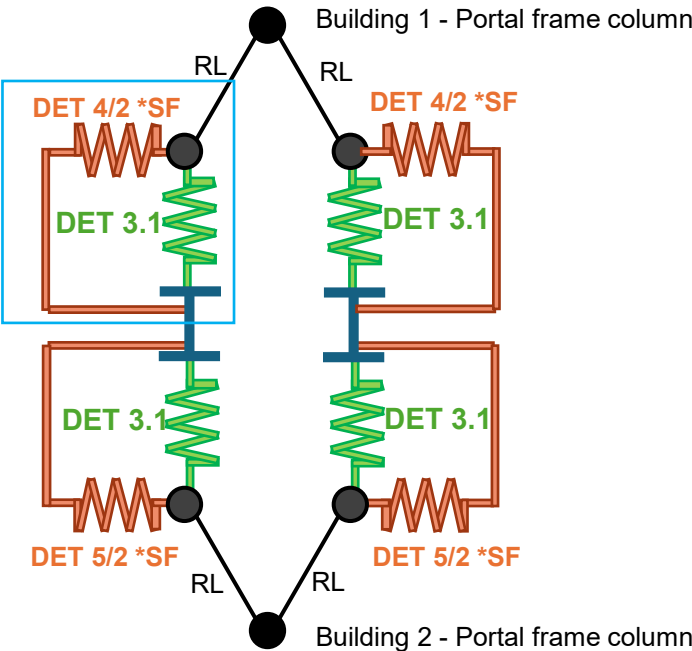 Building 1 - Portal frame column
RL
RL
DET 4/2 *SF
DET 4/2 *SF
DET 3.1
DET 3.1
DET 3.1
DET 3.1
DET 5/2 *SF
DET 5/2 *SF
RL
RL
Building 2 - Portal frame column